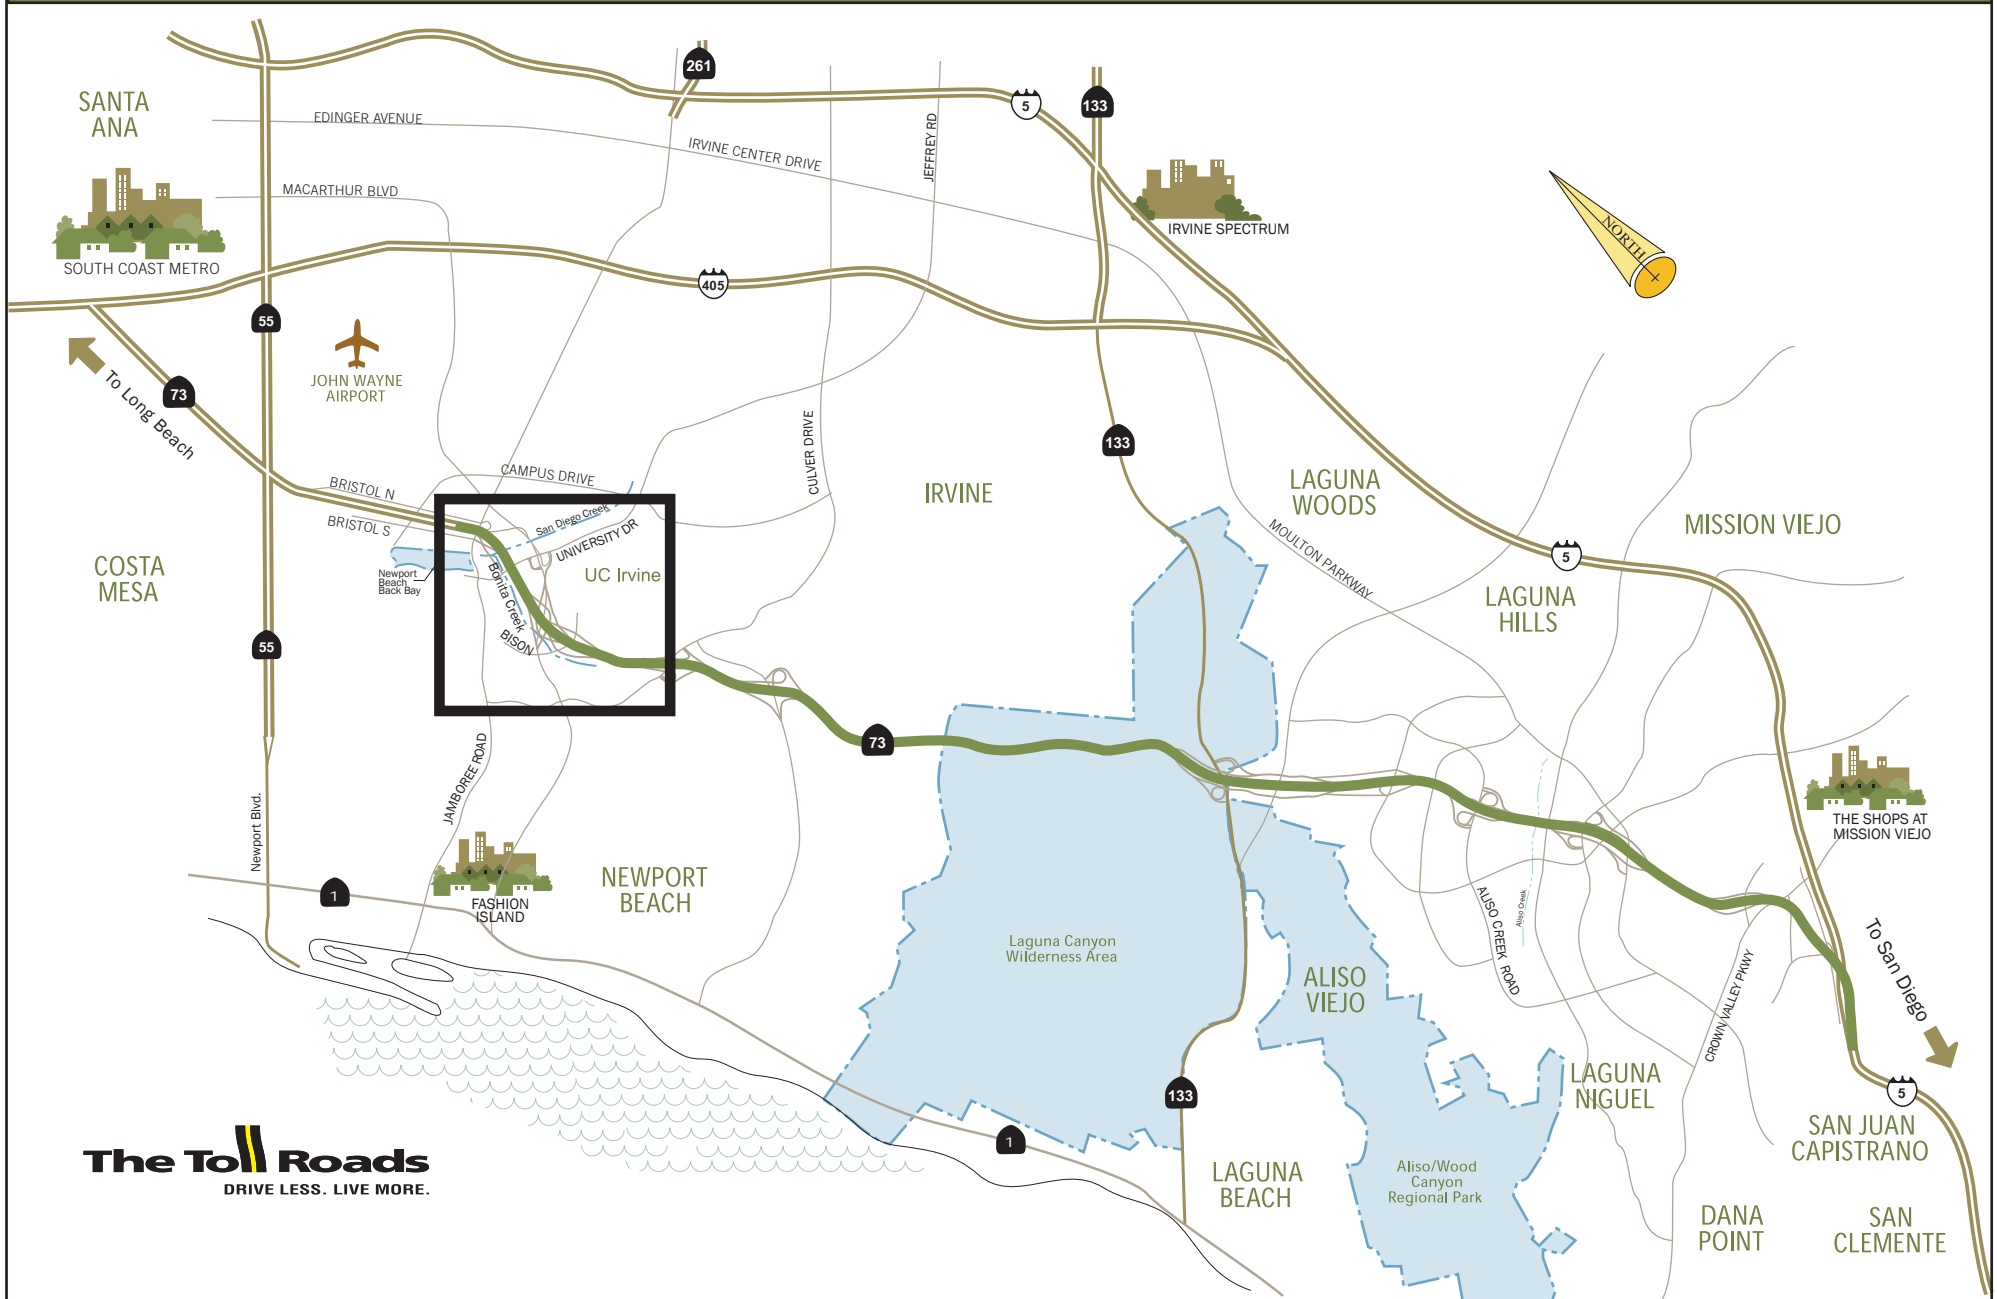 261
5
133
SANTA
ANA
EDINGER AVENUE
IRVINE CENTER DRIVE
JEFFREY RD
MACARTHUR BLVD
IRVINE SPECTRUM
NORTH
SOUTH COAST METRO
405
55
JOHN WAYNE
AIRPORT
73
To Long Beach
133
CULVER DRIVE
IRVINE
LAGUNA
WOODS
MISSION VIEJO
BRISTOL N
CAMPUS DRIVE
BRISTOL S
San Diego Creek
UNIVERSITY DR
MOULTON PARKWAY
5
COSTA
MESA
Newport
Beach
Back Bay
Bonita Creek
UC Irvine
LAGUNA
HILLS
BISON
55
73
JAMBOREE ROAD
Newport Blvd.
THE SHOPS AT
MISSION VIEJO
1
FASHION
ISLAND
NEWPORT
BEACH
Laguna Canyon
Wilderness Area
ALISO
VIEJO
ALISO CREEK ROAD
Aliso Creek
CROWN VALLEY PKWY
To San Diego
133
LAGUNA
NIGUEL
5
1
SAN JUAN
CAPISTRANO
The Toll Roads
DRIVE LESS. LIVE MORE.
LAGUNA
BEACH
Aliso/Wood
Canyon
Regional Park
DANA
POINT
SAN
CLEMENTE